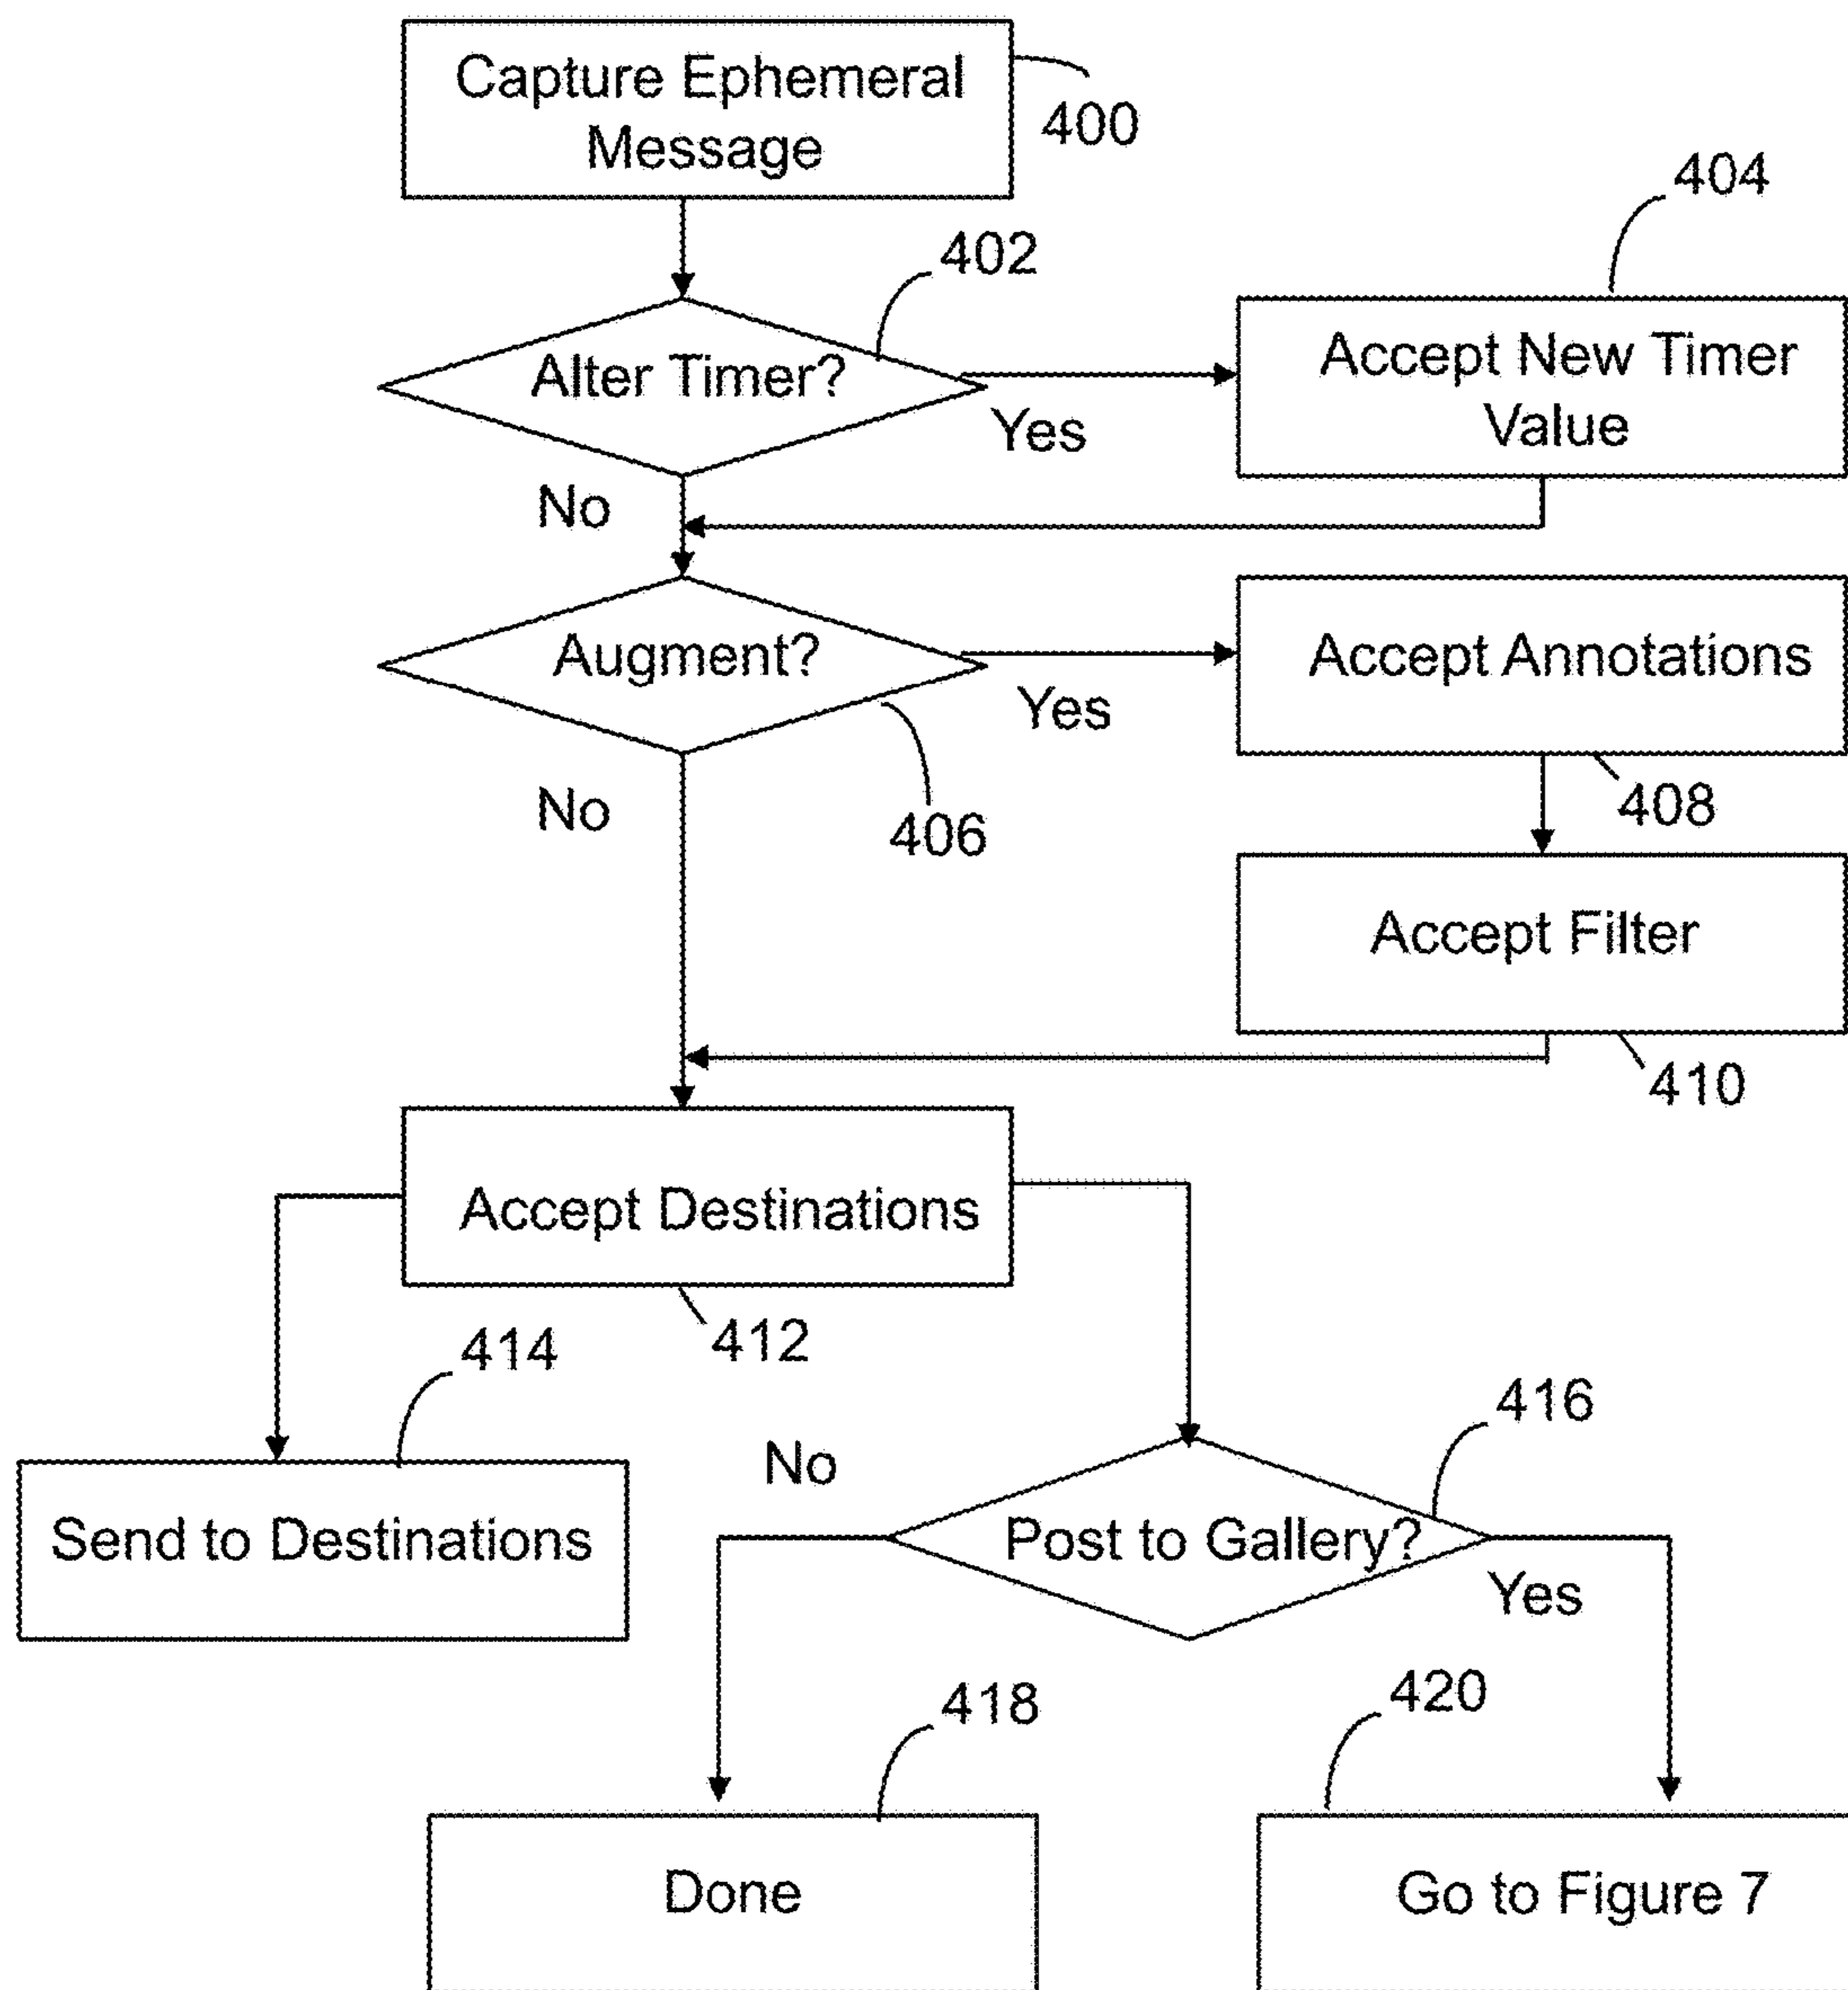 Capture Ephemeral
Message
400
404
402
Alter Timer?
Yes
Accept New Timer
Value
No
Augment?
Yes
Accept Annotations
408
No
406
Accept Filter
410
Accept Destinations
412
414
416
No
Send to Destinations
Post to Gallery?
Yes
418
420
Done
Go to Figure 7